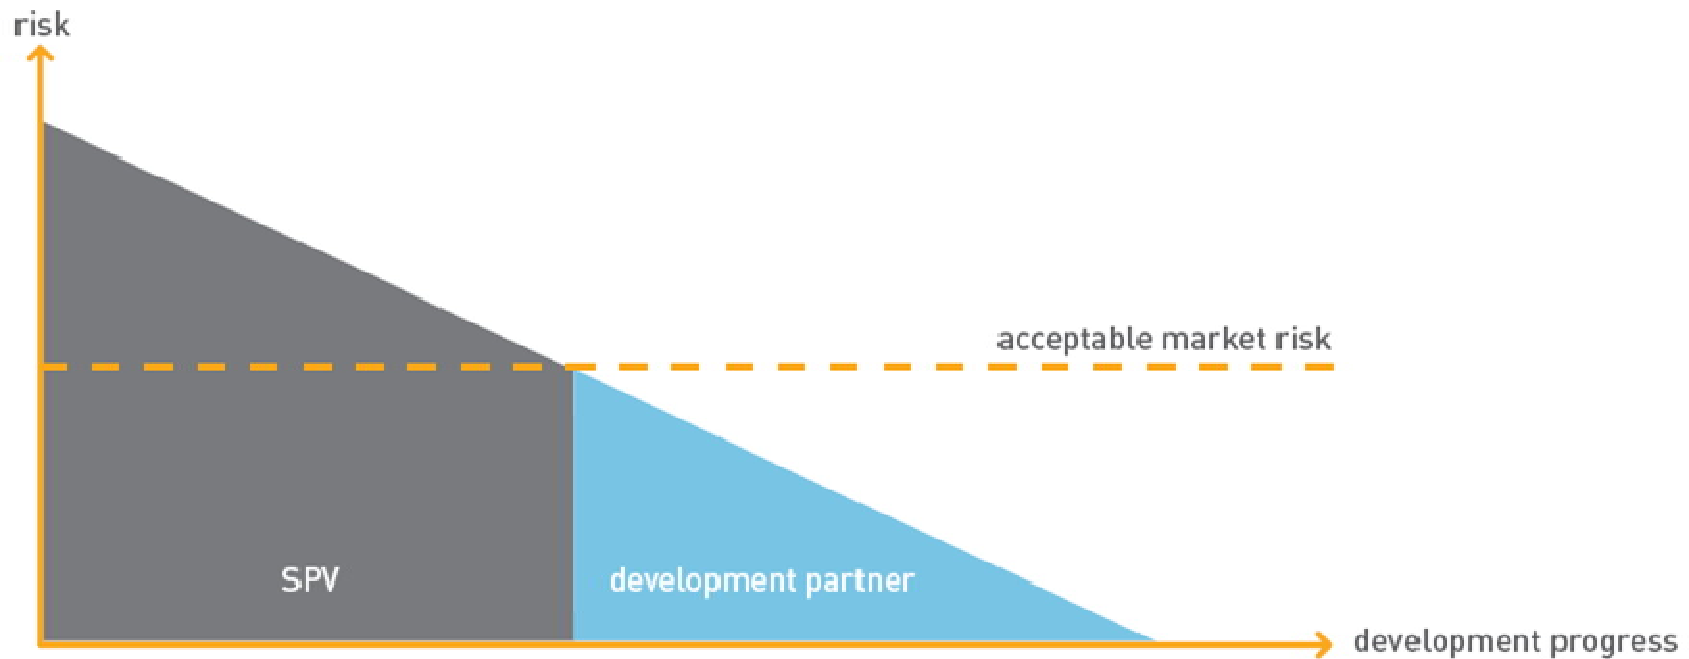 risk
acceptable market risk
SPV
development partner
development progress